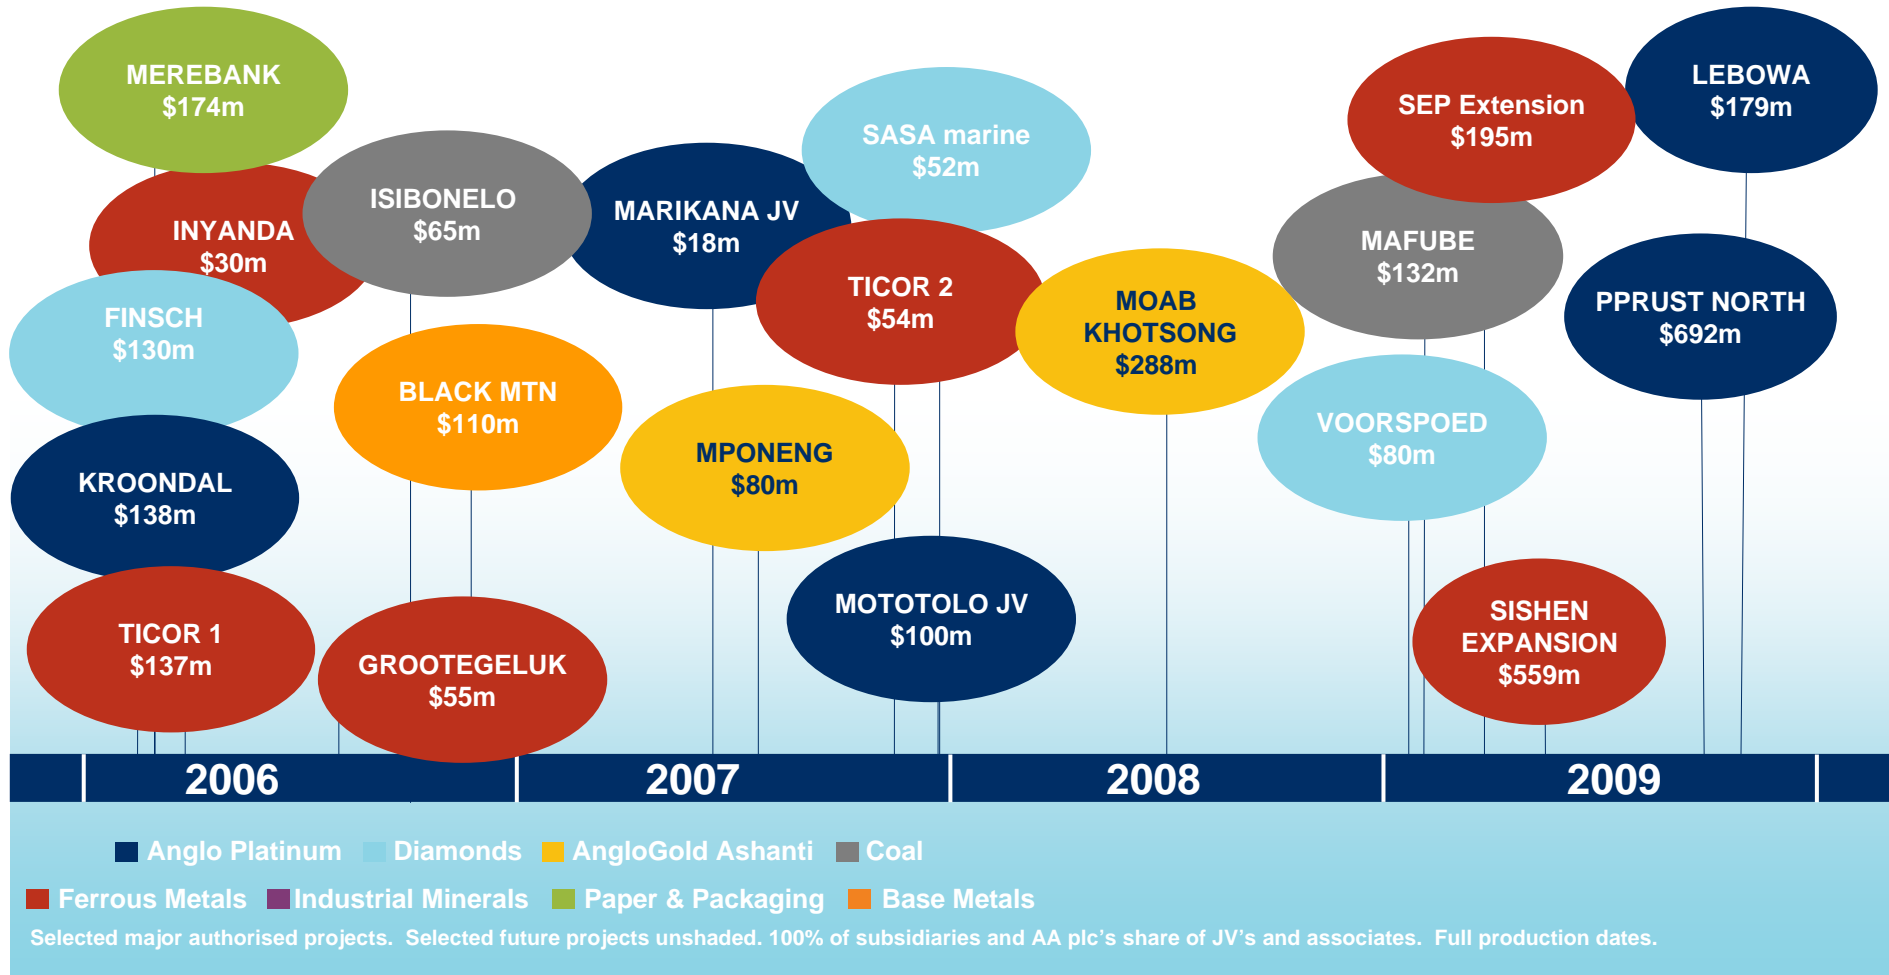 MEREBANK
$174m
INYANDA
$30m
FINSCH
$130m
KROONDAL
$138m
TICOR 1
$137m
ISIBONELO
$65m
BLACK MTN
$110m
GROOTEGELUK
$55m
MARIKANA JV
$18m
MPONENG
$80m
SASA marine
$52m
TICOR 2
$54m
MOTOTOLO JV
$100m
MOAB
KHOTSONG
$288m
SEP Extension
$195m
MAFUBE
$132m
VOORSPOED
$80m
SISHEN
EXPANSION
$559m
LEBOWA
$179m
PPRUST NORTH
$692m
2006 2007 2008 2009
Anglo Platinum Diamonds AngloGold Ashanti Coal
Ferrous Metals Industrial Minerals Paper & Packaging Base Metals
Selected major authorised projects. Selected future projects unshaded. 100% of subsidiaries and AA plc's share of JV's and associates. Full production dates.